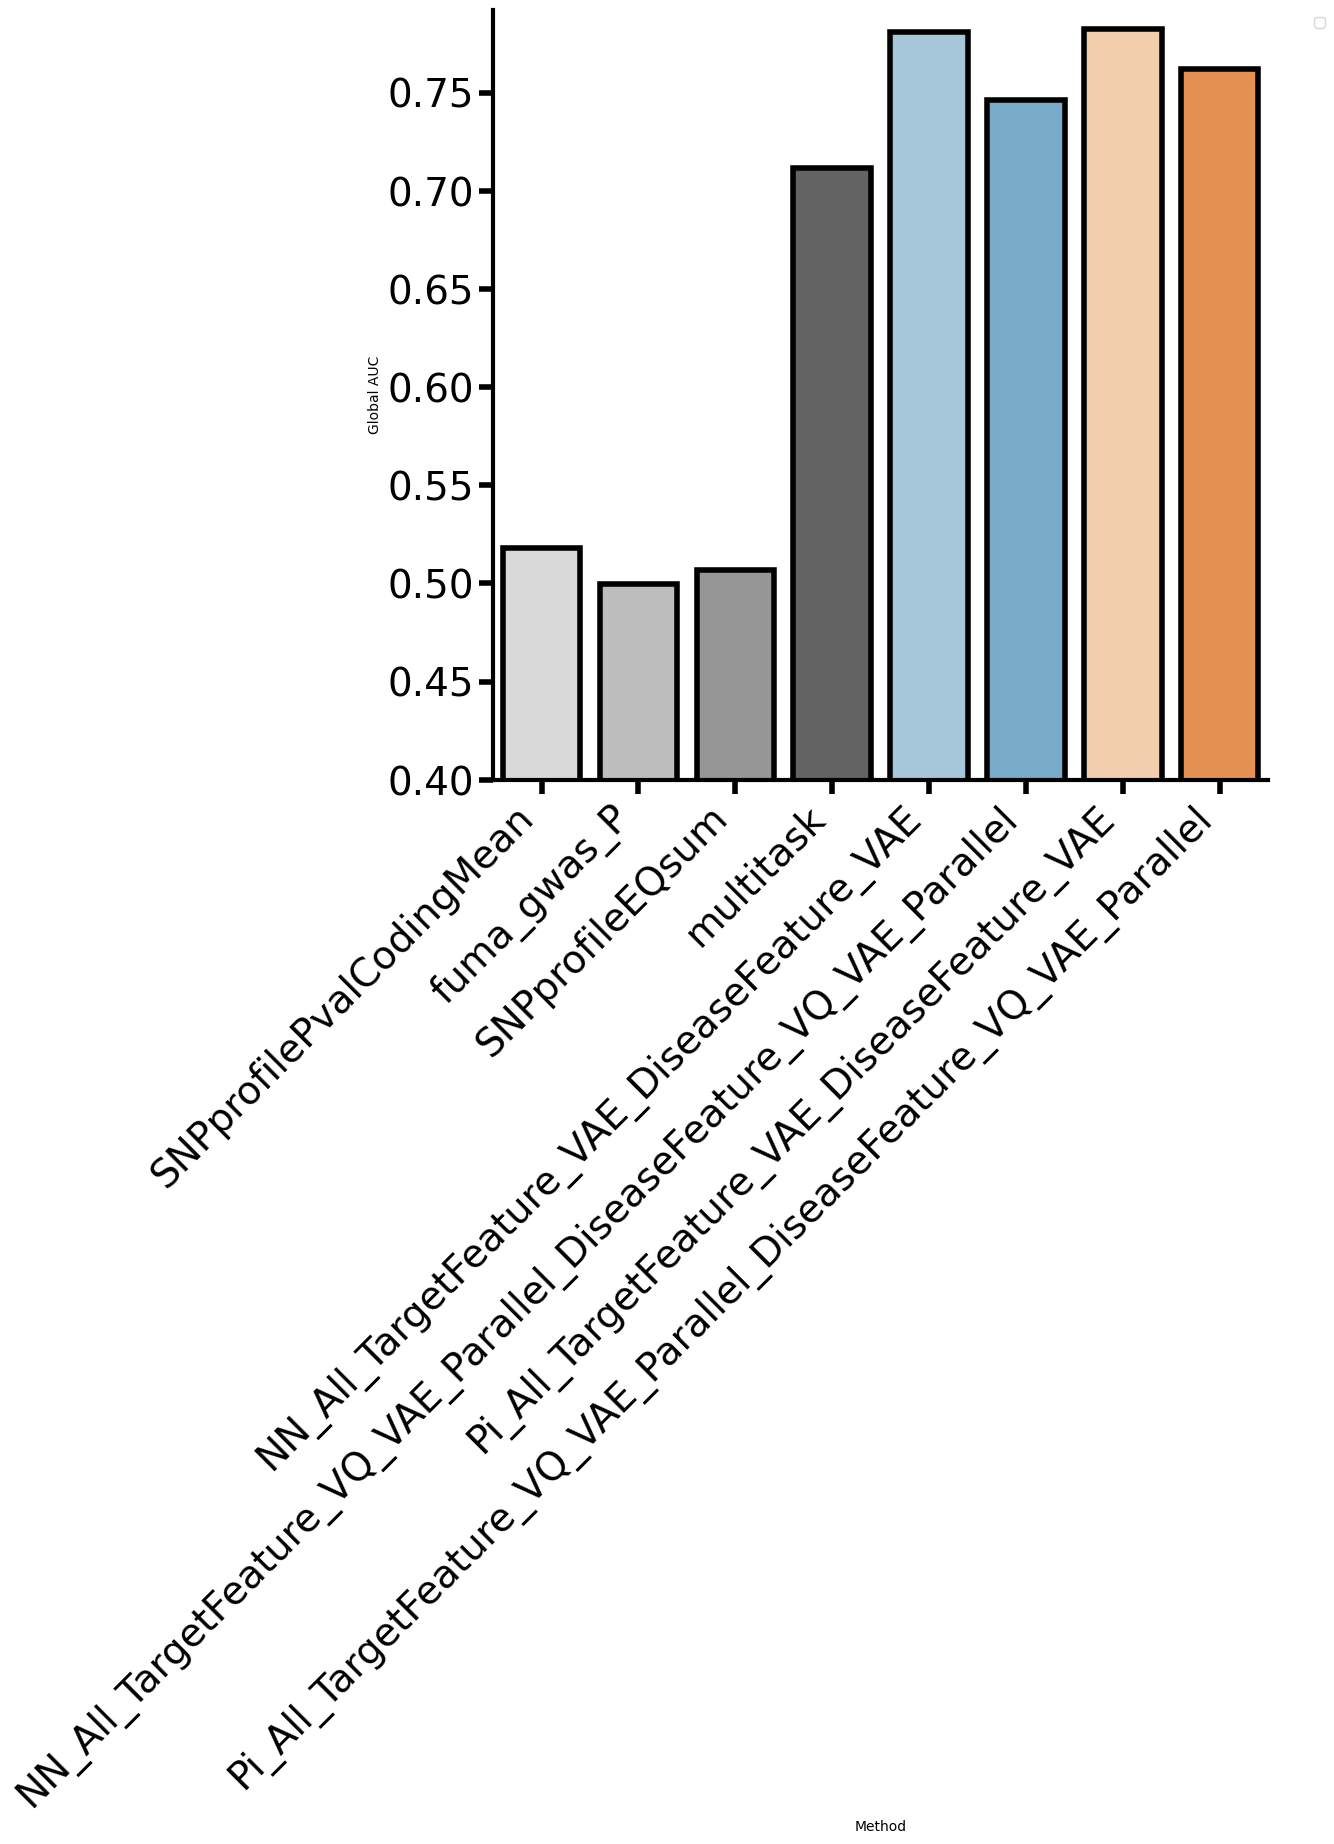 0.75
0.70
0.65
0.60
0.55
0.50
0.45
0.40
Global AUC
SNPprofilePvalCodingMean
fuma_gwas_P
SNPprofileEQsum
multitask
NN_All_TargetFeature_VAE_DiseaseFeature_VAE
NN_All_TargetFeature_VQ_VAE_Parallel_DiseaseFeature_VQ_VAE_Parallel
Pi_All_TargetFeature_VAE_DiseaseFeature_VAE
Pi_All_TargetFeature_VQ_VAE_Parallel_DiseaseFeature_VQ_VAE_Parallel
Method